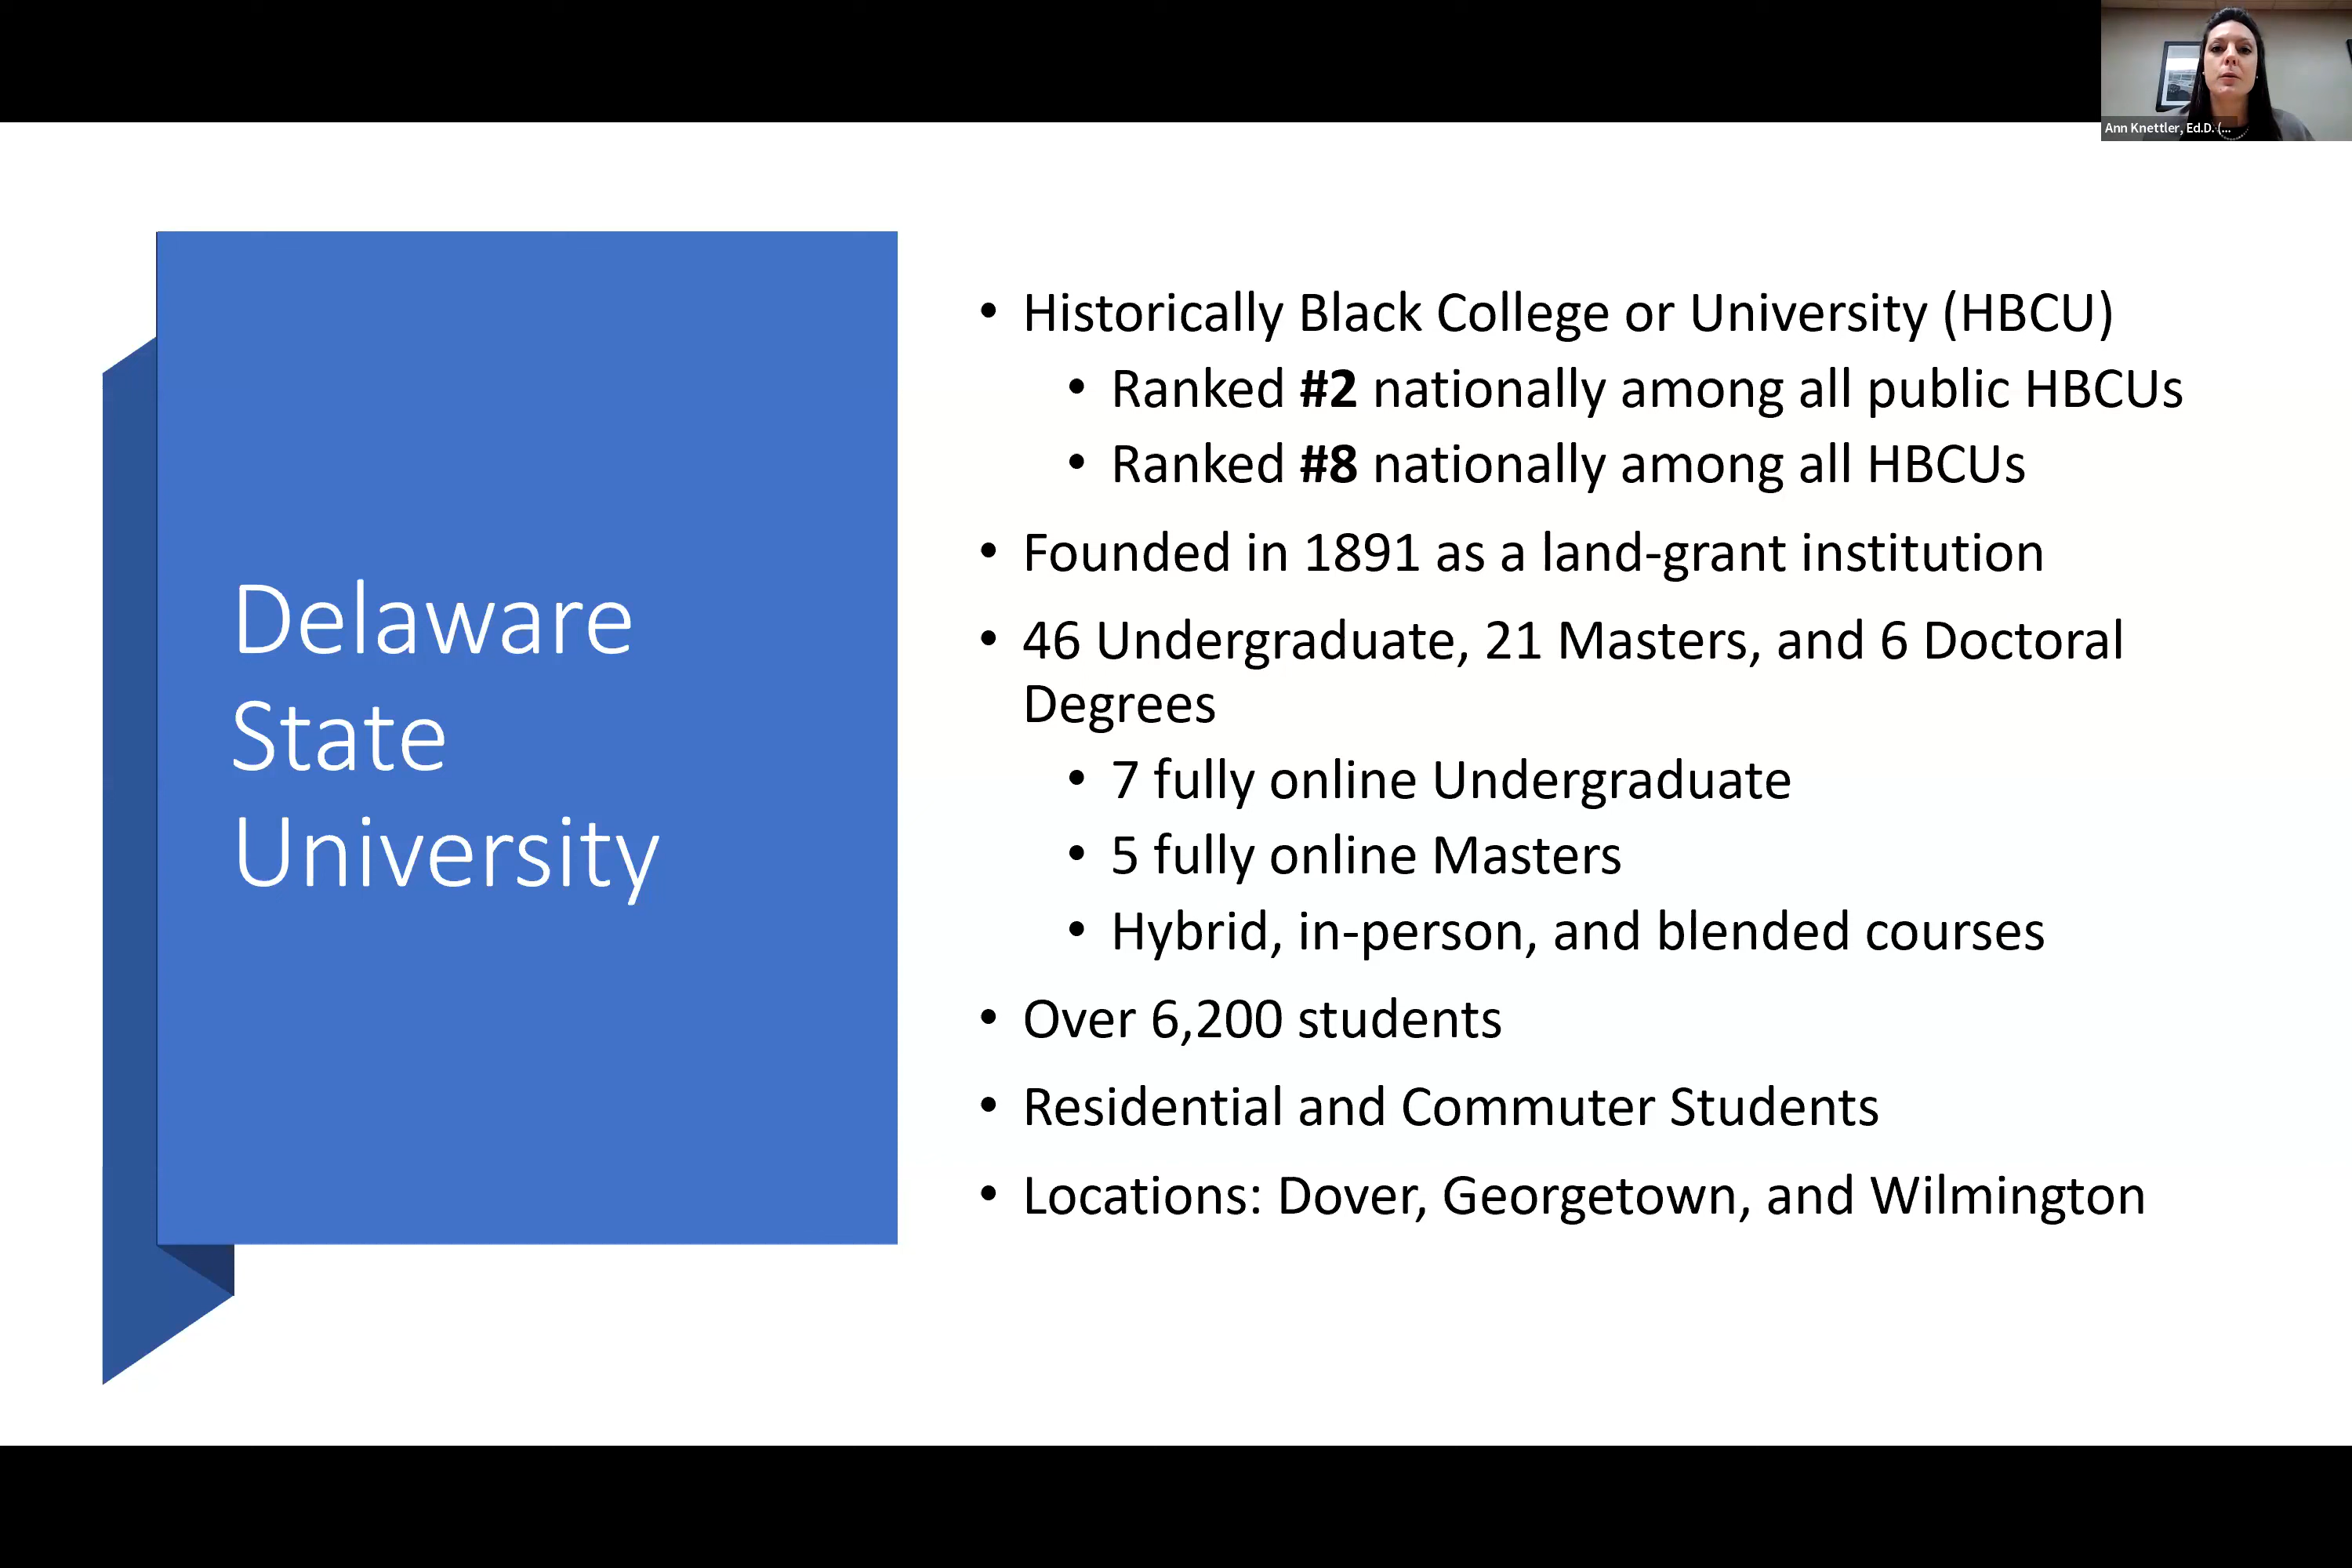 Ann Knettler, Ed.D. (...
Delaware
State
University
• Historically Black College or University (HBCU)
• Ranked #2 nationally among all public HBCUs
• Ranked #8 nationally among all HBCUs
• Founded in 1891 as a land-grant institution
• 46 Undergraduate, 21 Masters, and 6 Doctoral
Degrees
• 7 fully online Undergraduate
• 5 fully online Masters
• Hybrid, in-person, and blended courses
• Over 6,200 students
• Residential and Commuter Students
• Locations: Dover, Georgetown, and Wilmington